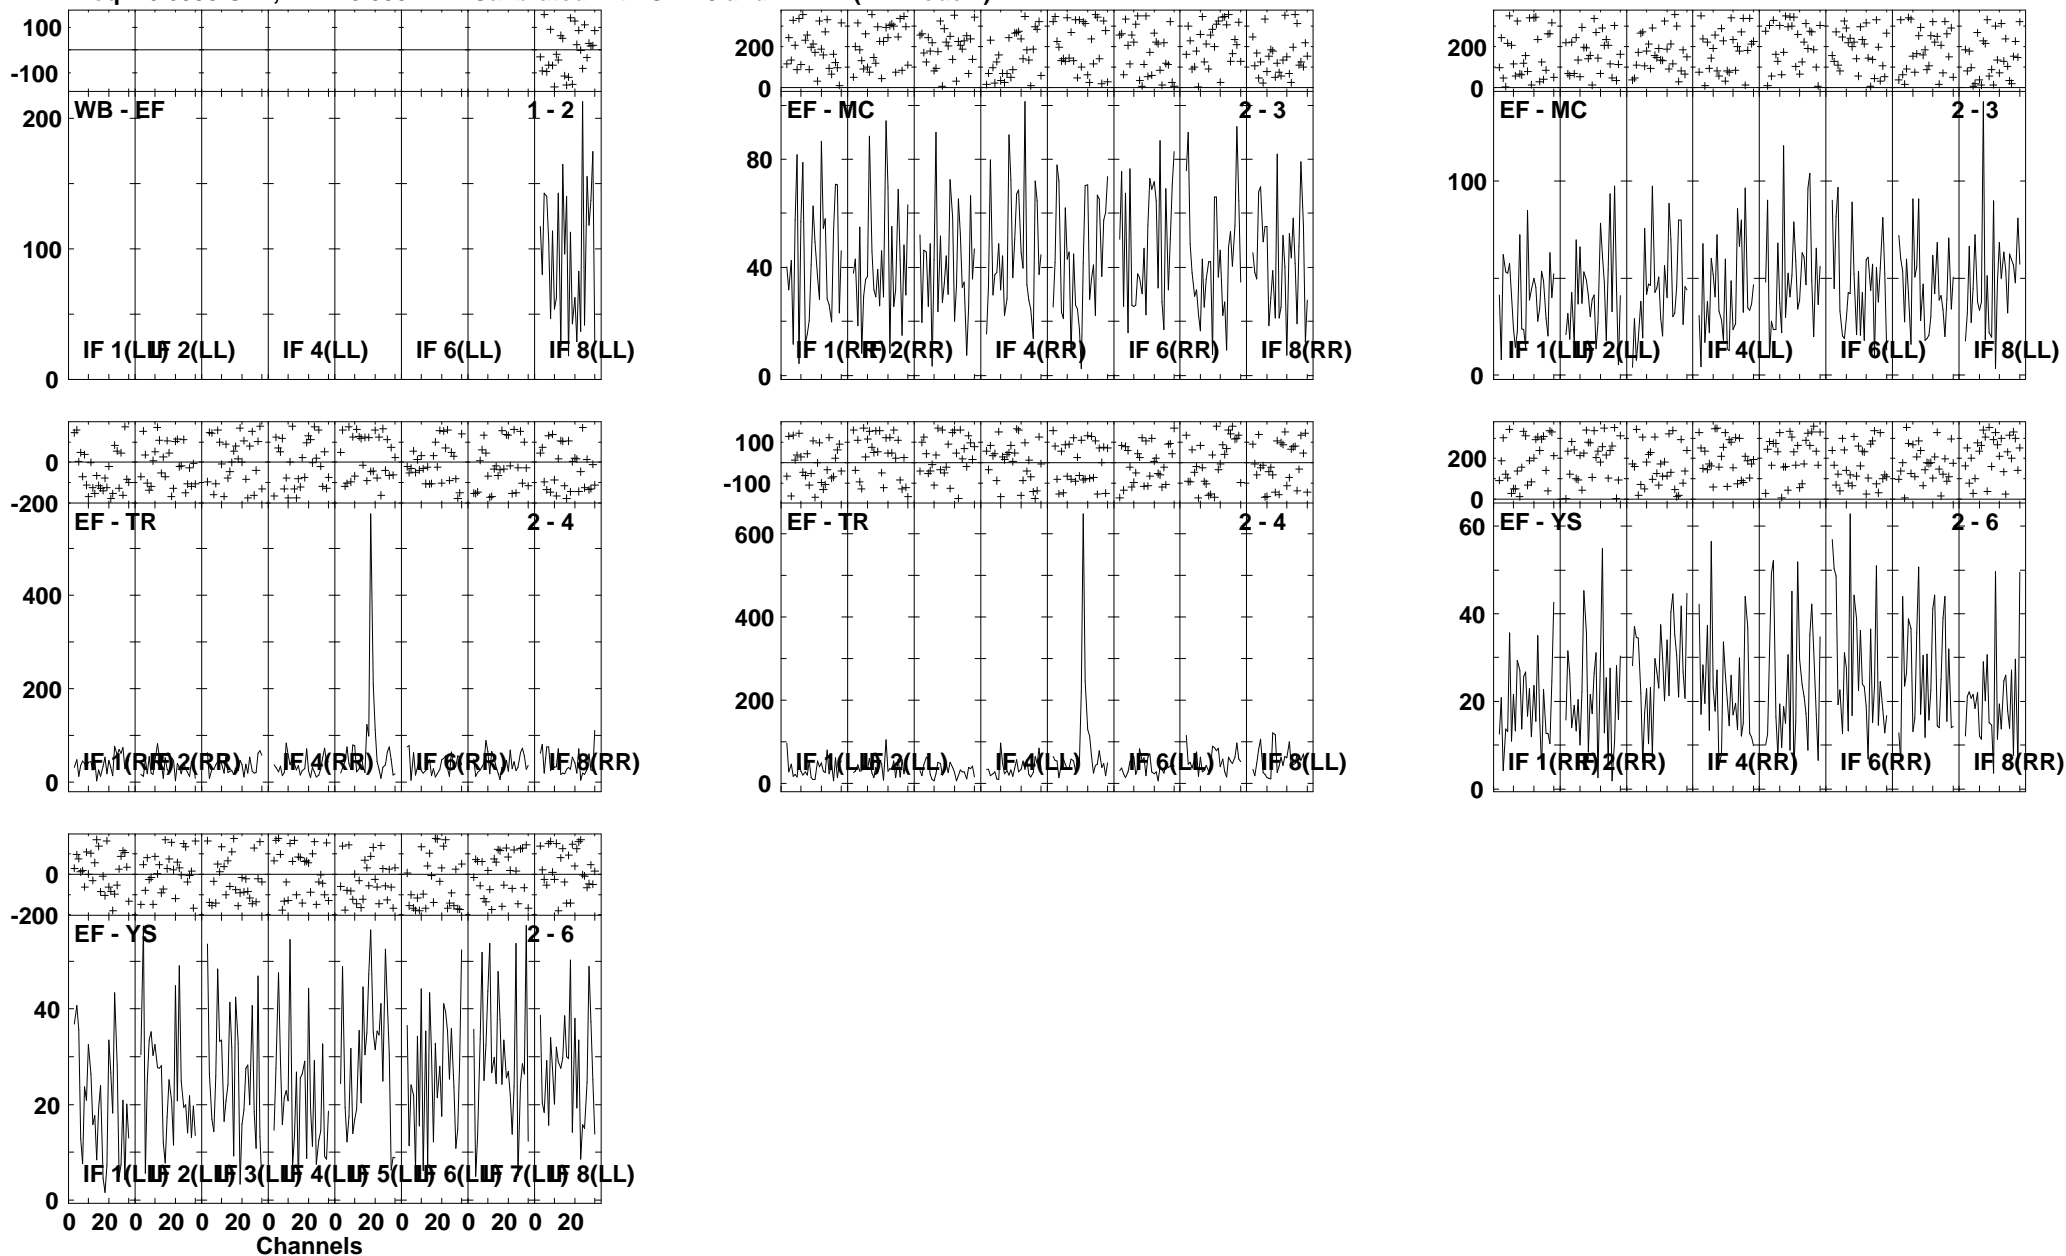 100
-100
WB - EF 1 - 2
200
100
0
IF 1(LL) IF 2(LL) IF 4(LL) IF 6(LL) IF 8(LL)
200
0
EF - MC 2 - 3
80
40
0
IF 1(RR) IF 2(RR) IF 4(RR) IF 6(RR) IF 8(RR)
200
0
EF - MC 2 - 3
100
0
IF 1(LL) IF 2(LL) IF 4(LL) IF 6(LL) IF 8(LL)
0
-200
EF - TR 2 - 4
400
200
0
IF 1(RR) IF 2(RR) IF 4(RR) IF 6(RR) IF 8(RR)
100
-100
EF - TR 2 - 4
600
400
200
0
IF 1(LL) IF 2(LL) IF 4(LL) IF 6(LL) IF 8(LL)
200
0
EF - YS 2 - 6
60
40
20
0
IF 1(RR) IF 2(RR) IF 4(RR) IF 6(RR) IF 8(RR)
0
-200
EF - YS 2 - 6
40
20
0
IF 1(LL) IF 2(LL) IF 3(LL) IF 4(LL) IF 5(LL) IF 6(LL) IF 7(LL) IF 8(LL)
0 20 0 20 0 20 0 20 0 20 0 20 0 20 0 20
Channels